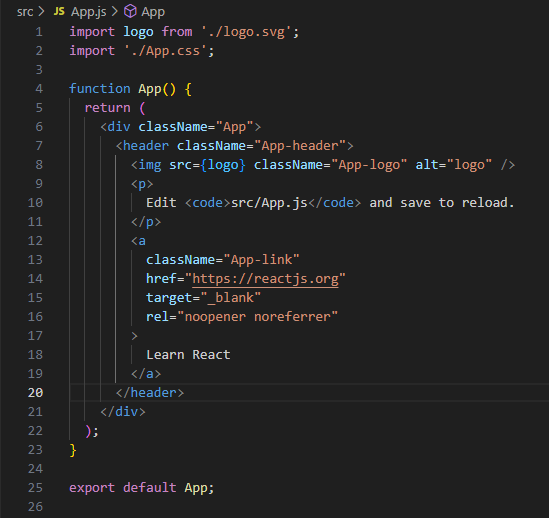 src > JS App.js > App
1 import logo from './logo.svg';
2 import './App.css';
3
4 function App() {
5   return (
6     <div className="App">
7       <header className="App-header">
8         <img src={logo} className="App-logo" alt="logo" />
9         <p>
10           Edit <code>src/App.js</code> and save to reload.
11         </p>
12         <a
13           className="App-link"
14           href="https://reactjs.org"
15           target="_blank"
16           rel="noopener noreferrer"
17         >
18           Learn React
19         </a>
20       </header>
21     </div>
22   );
23 }
24
25 export default App;
26